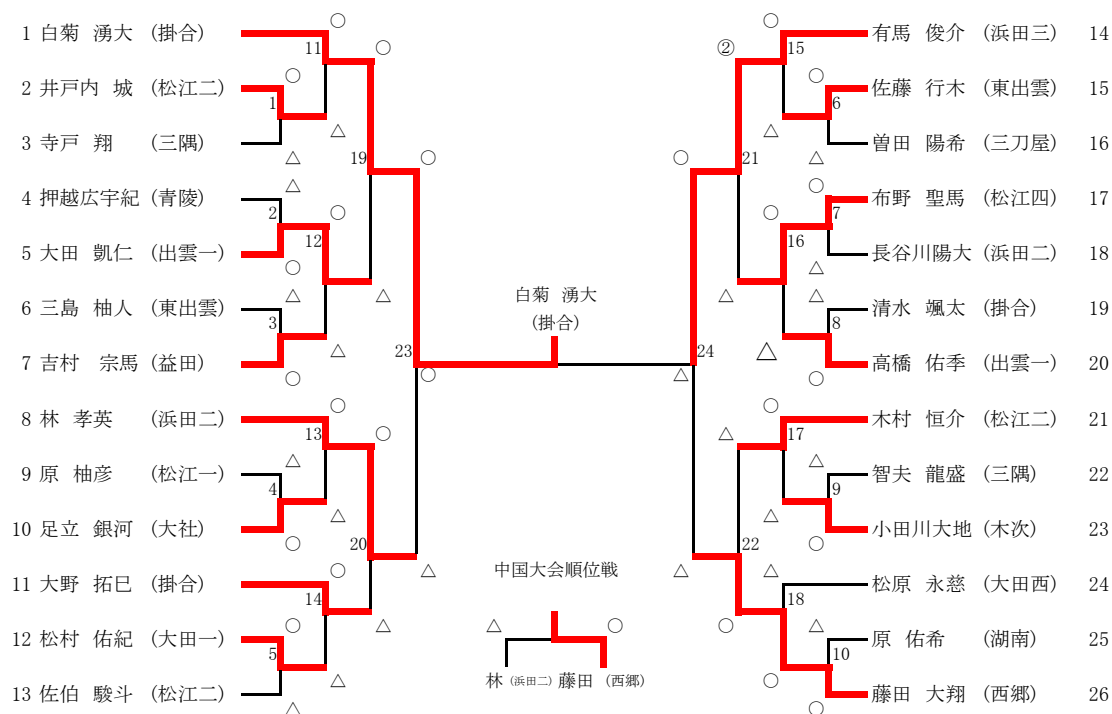 1 白菊 湧大 (掛合)
2 井戸内 城 (松江二)
3 寺戸 翔 (三隅)
4 押越広宇紀 (青陵)
5 大田 凱仁 (出雲一)
6 三島 柚人 (東出雲)
7 吉村 宗馬 (益田)
8 林 孝英 (浜田二)
9 原 柚彦 (松江一)
10 足立 銀河 (大社)
11 大野 拓巳 (掛合)
12 松村 佑紀 (大田一)
13 佐伯 駿斗 (松江二)
○ 11 ○
○ 1 △
△ 19 ○
△ 2 ○
12
○ △
△ 3 △
○ 23 ○
○ 13 ○
△ 4 △
○ 20 △
○ 14
○ 5 △
△ △
白菊 湧大
(掛合)
中国大会順位戦
△ ○
林 (浜田二) 藤田 (西郷)
○ 15
② ○ 6
△ △
○ 21
○ 7
○ 16 △
△ △ 8
24 △ ○
△ ○ 17
△ △ 9
○
△ 22 △
18
○ △ 10
○ ○
有馬 俊介 (浜田三) 14
佐藤 行木 (東出雲) 15
曽田 陽希 (三刀屋) 16
布野 聖馬 (松江四) 17
長谷川陽大 (浜田二) 18
清水 颯太 (掛合) 19
高橋 佑季 (出雲一) 20
木村 恒介 (松江二) 21
智夫 龍盛 (三隅) 22
小田川大地 (木次) 23
松原 永慈 (大田西) 24
原 佑希 (湖南) 25
藤田 大翔 (西郷) 26